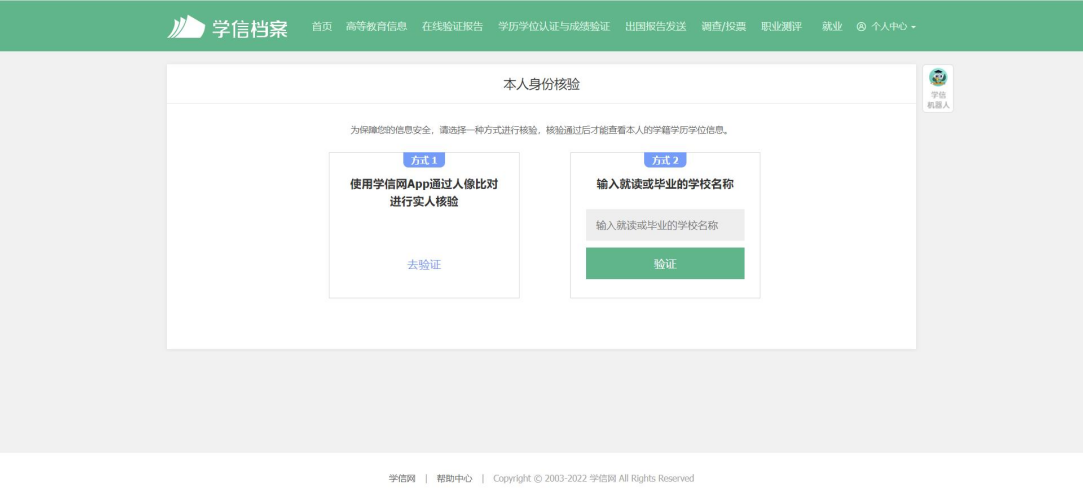 学信档案 首页 高等教育信息 在线验证报告 学历学位认证与成绩验证 出国报告发送 调查/投票 职业测评 就业 个人中心
本人身份核验
学信
机器人
为保障您的信息安全，请选择一种方式进行核验，核验通过后才能查看本人的学籍学历学位信息。
方式 1
使用学信网App通过人像比对
进行实人核验
去验证
方式 2
输入就读或毕业的学校名称
输入就读或毕业的学校名称
验证
学信网 | 帮助中心 | Copyright © 2003-2022 学信网 All Rights Reserved